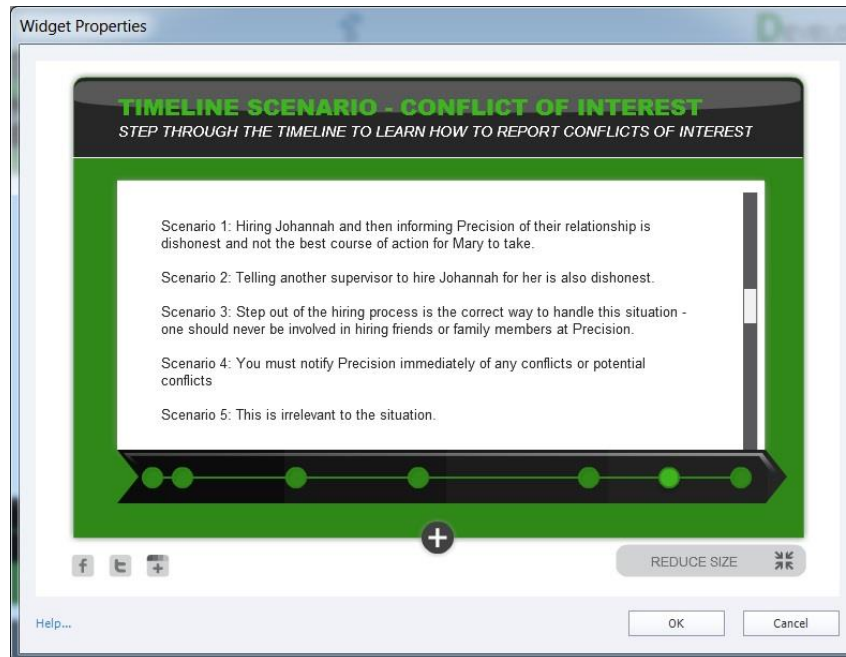 Widget Properties
TIMELINE SCENARIO - CONFLICT OF INTEREST
STEP THROUGH THE TIMELINE TO LEARN HOW TO REPORT CONFLICTS OF INTEREST
Scenario 1: Hiring Johannah and then informing Precision of their relationship is
dishonest and not the best course of action for Mary to take.
Scenario 2: Telling another supervisor to hire Johannah for her is also dishonest.
Scenario 3: Step out of the hiring process is the correct way to handle this situation -
one should never be involved in hiring friends or family members at Precision.
Scenario 4: You must notify Precision immediately of any conflicts or potential
conflicts
Scenario 5: This is irrelevant to the situation.
REDUCE SIZE
Help...
OK
Cancel